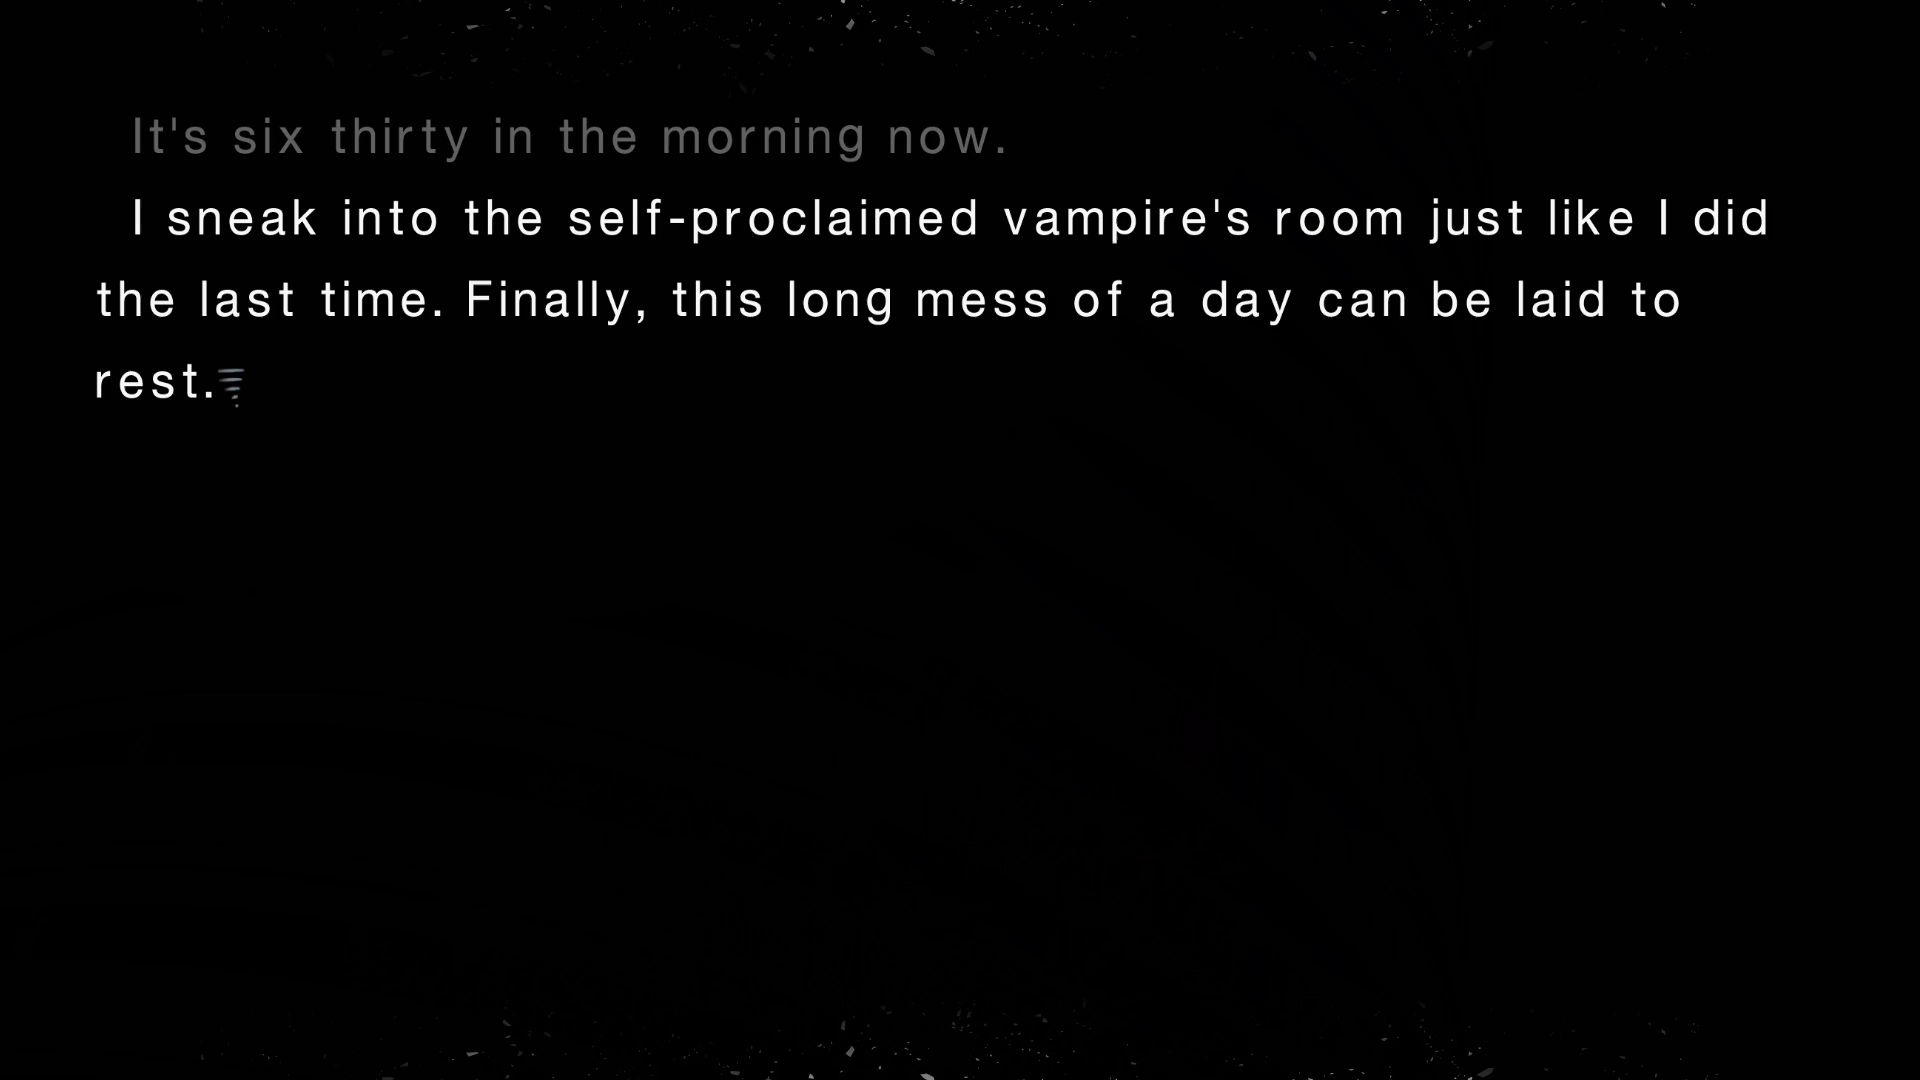 It's six thirty in the morning now.
I sneak into the self-proclaimed vampire's room just like I did
the last time. Finally, this long mess of a day can be laid to
rest.